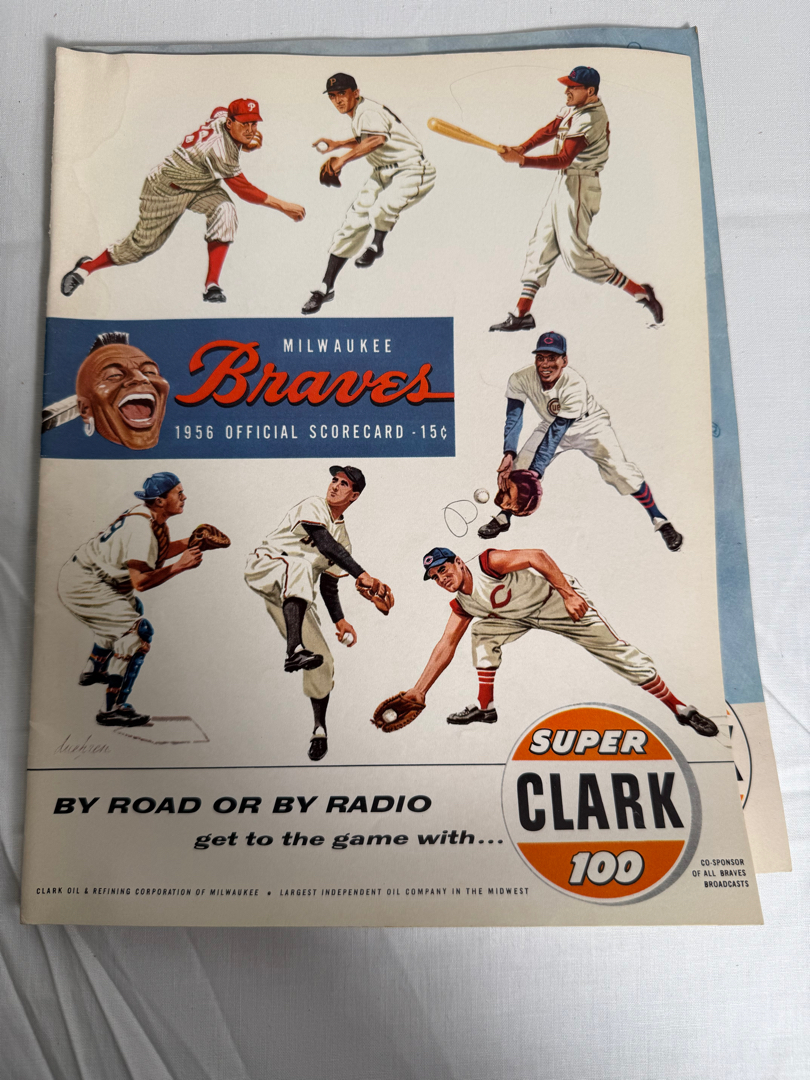 P
P
36
C
CUB
C
C
MILWAUKEE
Braves
1956 OFFICIAL SCORECARD - 15¢
BY ROAD OR BY RADIO
get to the game with...
SUPER
CLARK
100
CO-SPONSOR
OF ALL BRAVES
BROADCASTS
CLARK OIL & REFINING CORPORATION OF MILWAUKEE • LARGEST INDEPENDENT OIL COMPANY IN THE MIDWEST